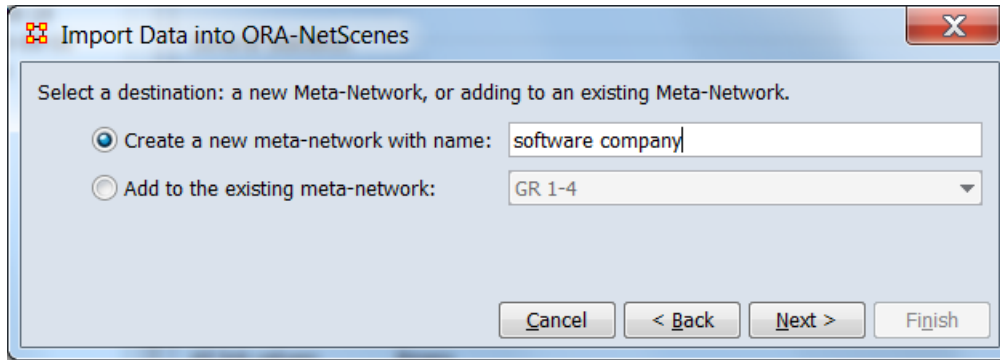 Import Data into ORA-NetScenes
Select a destination: a new Meta-Network, or adding to an existing Meta-Network.
Create a new meta-network with name: software company
Add to the existing meta-network: GR 1-4
Cancel < Back Next > Finish